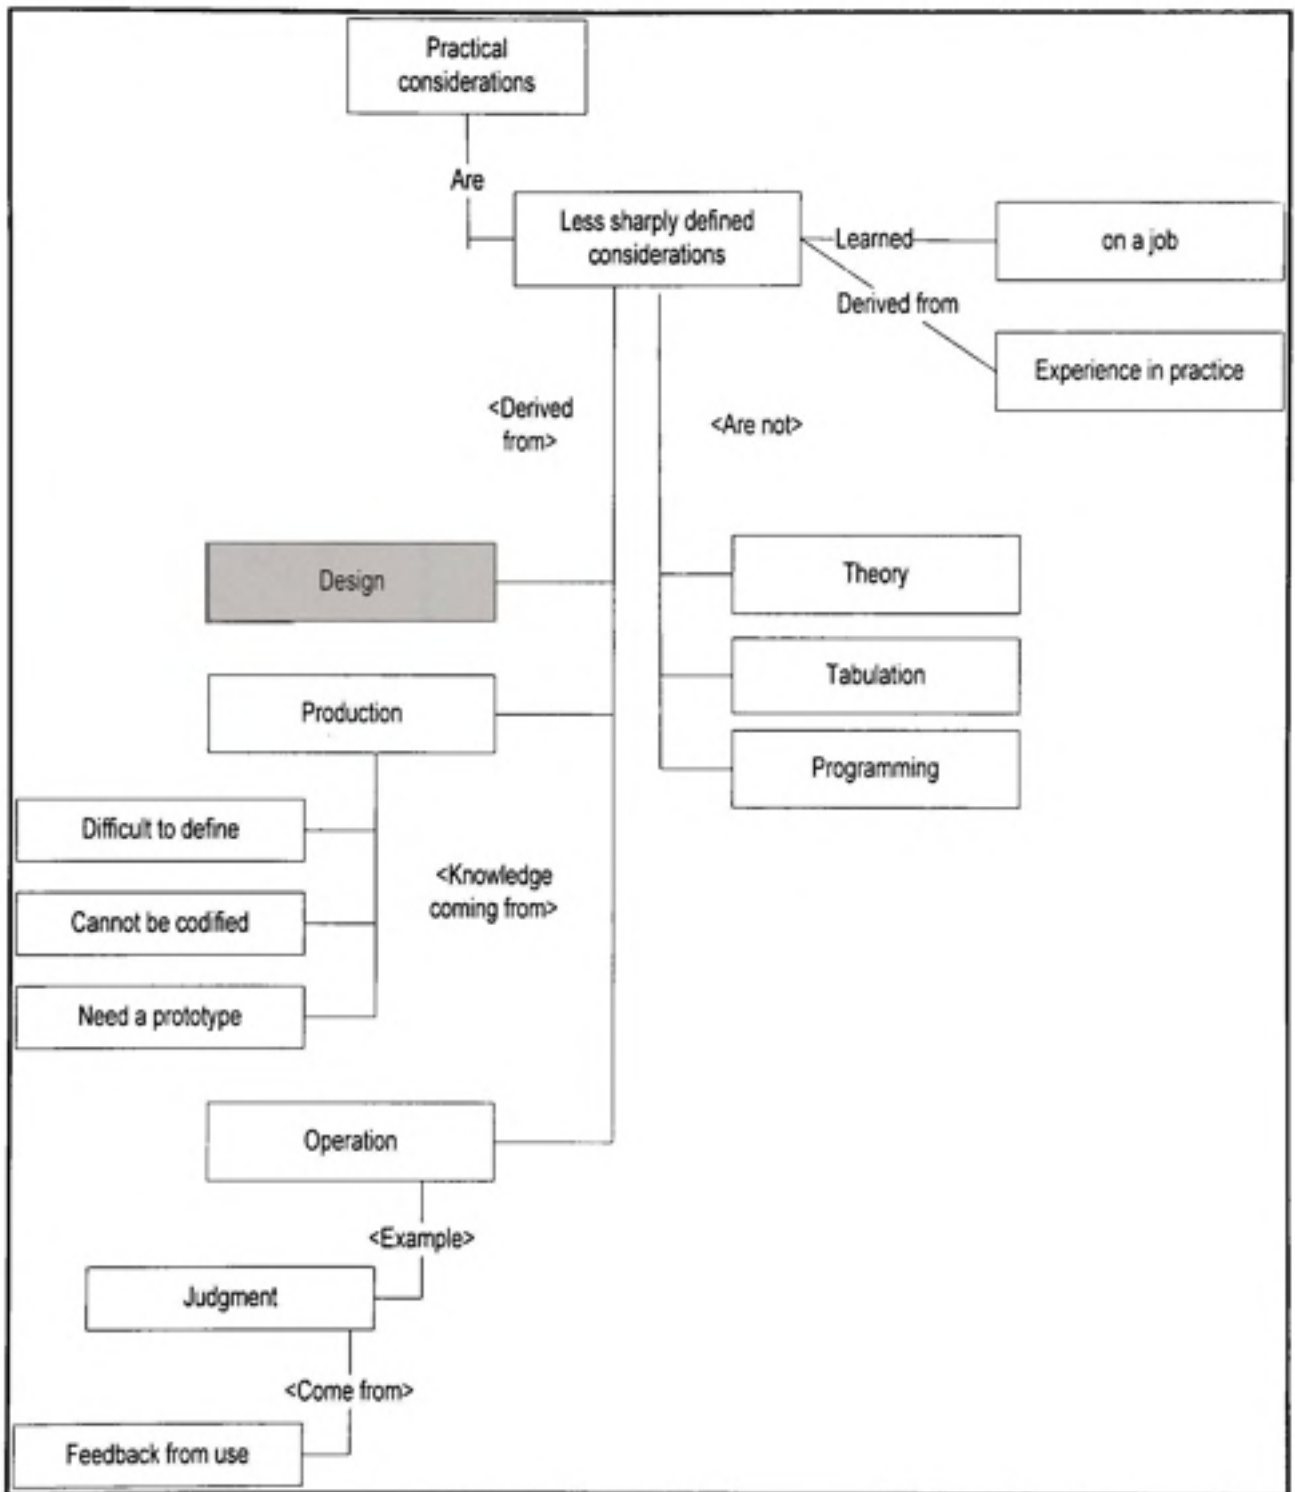 Practical
considerations
Are
Less sharply defined
considerations
Learned
on a job
Derived from
Experience in practice
<Derived
from>
<Are not>
Design
Theory
Production
Tabulation
Programming
Difficult to define
<Knowledge
coming from>
Cannot be codified
Need a prototype
Operation
<Example>
Judgment
<Come from>
Feedback from use